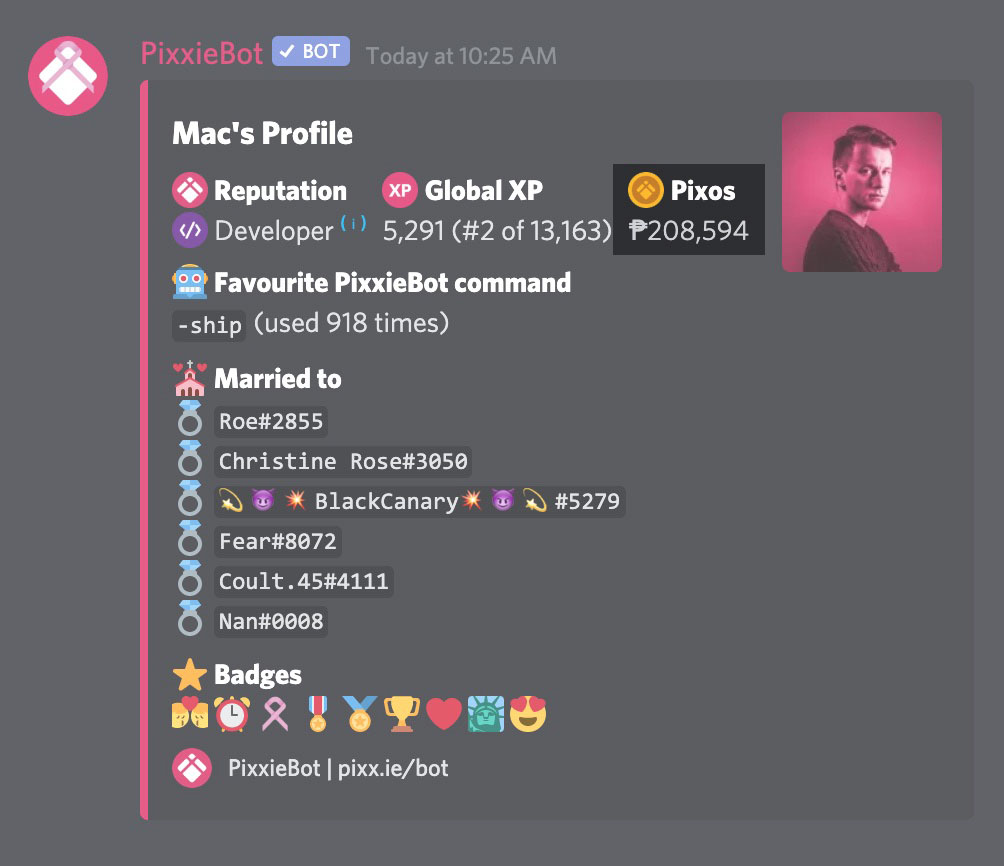 PixxieBot ✓ BOT Today at 10:25 AM
Mac's Profile
Reputation XP Global XP Pixos
</> Developer (i) 5,291 (#2 of 13,163) ₱208,594
Favourite PixxieBot command
-ship (used 918 times)
Married to
Roe#2855
Christine Rose#3050
💫 😈 💥 BlackCanary💥 😈 💫 #5279
Fear#8072
Coult.45#4111
Nan#0008
Badges
PixxieBot | pixx.ie/bot